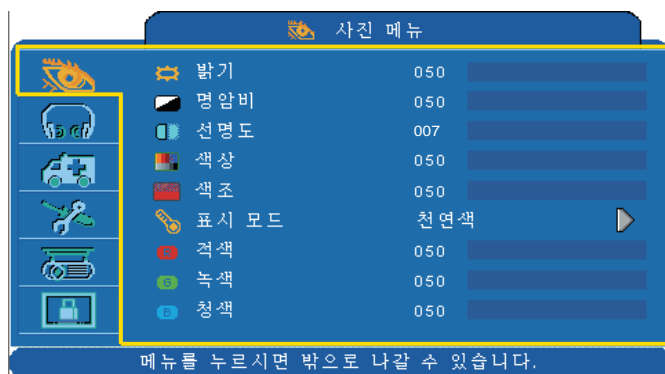 사진 메뉴
밝기 050
명암비 050
선명도 007
색상 050
색조 050
표시 모드 천연색
R 적색 050
G 녹색 050
B 청색 050
메뉴를 누르시면 밖으로 나갈 수 있습니다.